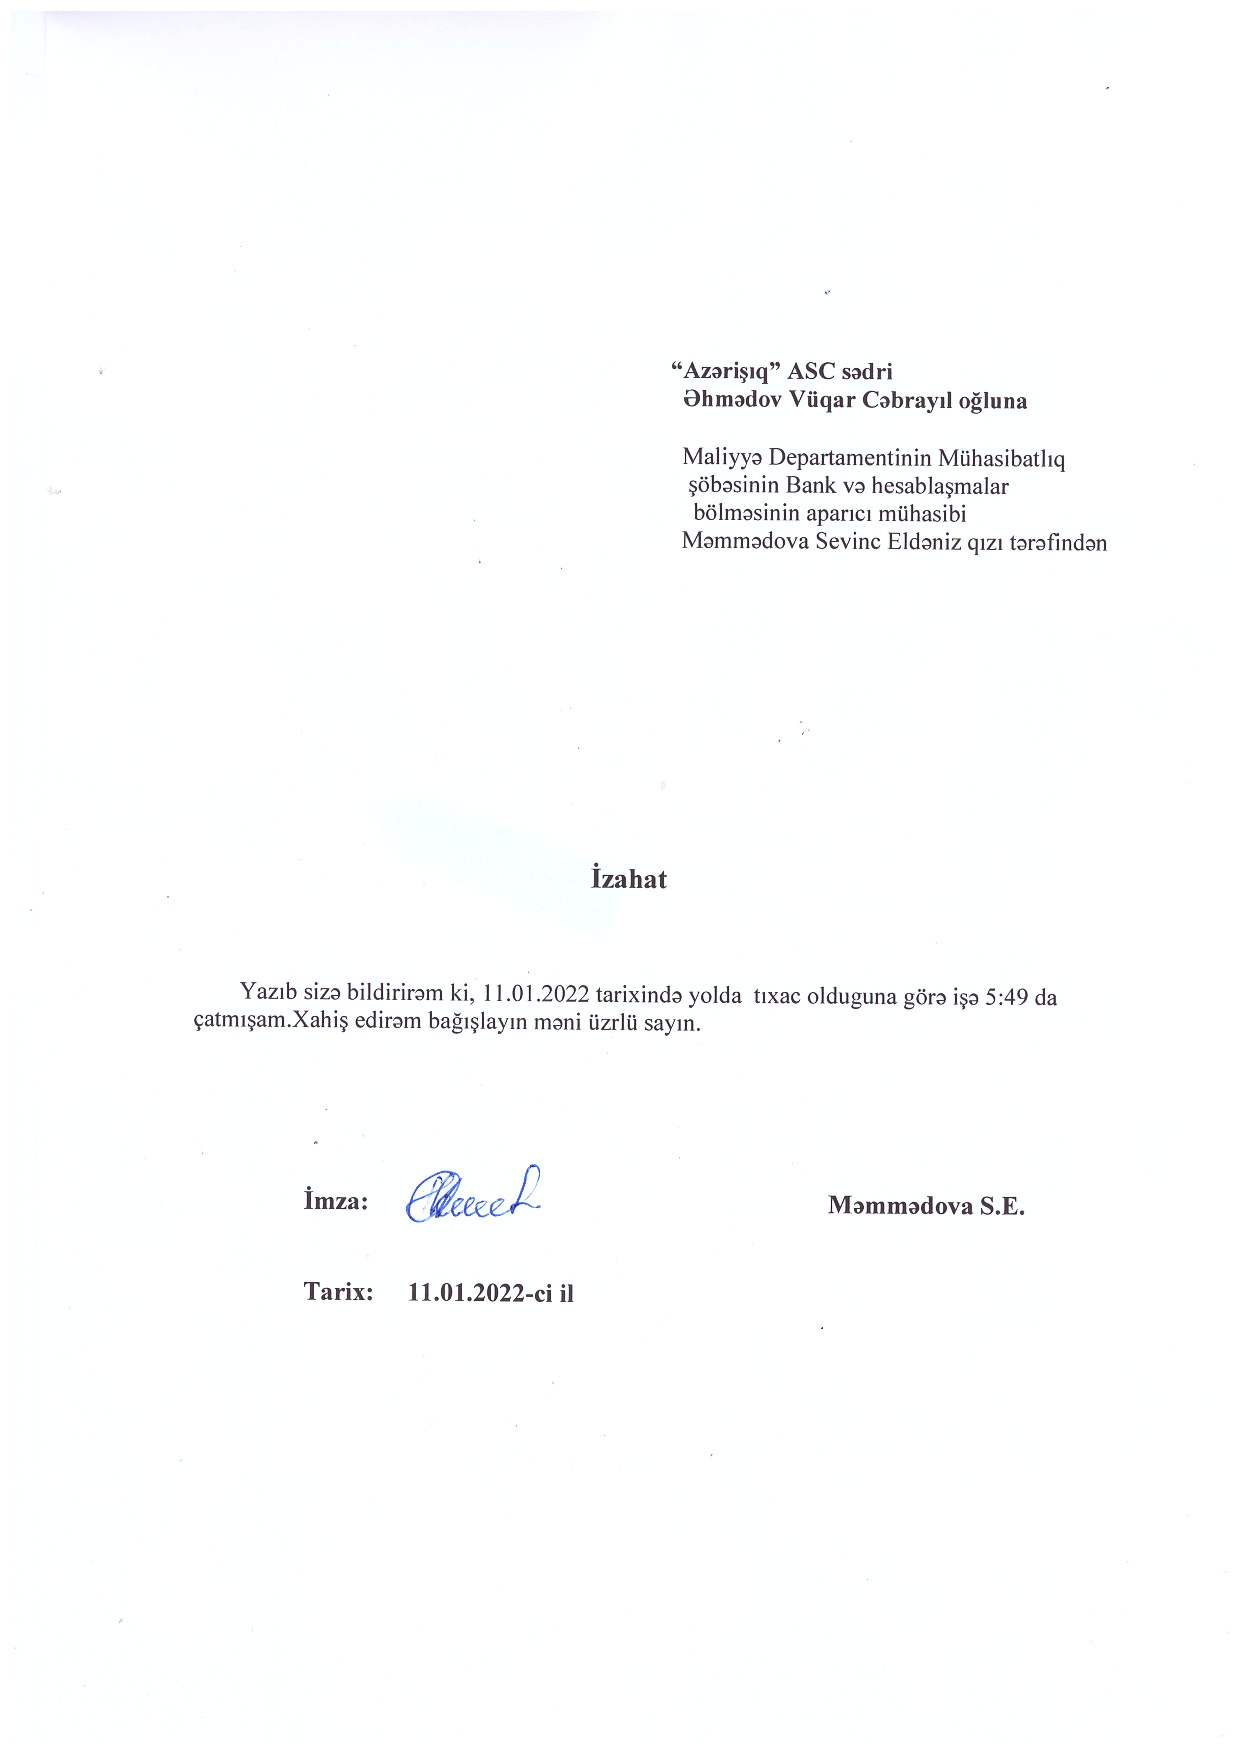 “Azərişıq” ASC sədri
Əhmədov Vüqar Cəbrayıl oğluna
Maliyyə Departamentinin Mühasibatlıq
şöbəsinin Bank və hesablaşmalar
bölməsinin aparıcı mühasibi
Məmmədova Sevinc Eldəniz qızı tərəfindən
İzahat
Yazıb sizə bildirirəm ki, 11.01.2022 tarixində yolda tıxac olduguna görə işə 5:49 da
çatmışam.Xahiş edirəm bağışlayın məni üzrlü sayın.
İmza: Məmmədova S.E.
Tarix: 11.01.2022-ci il